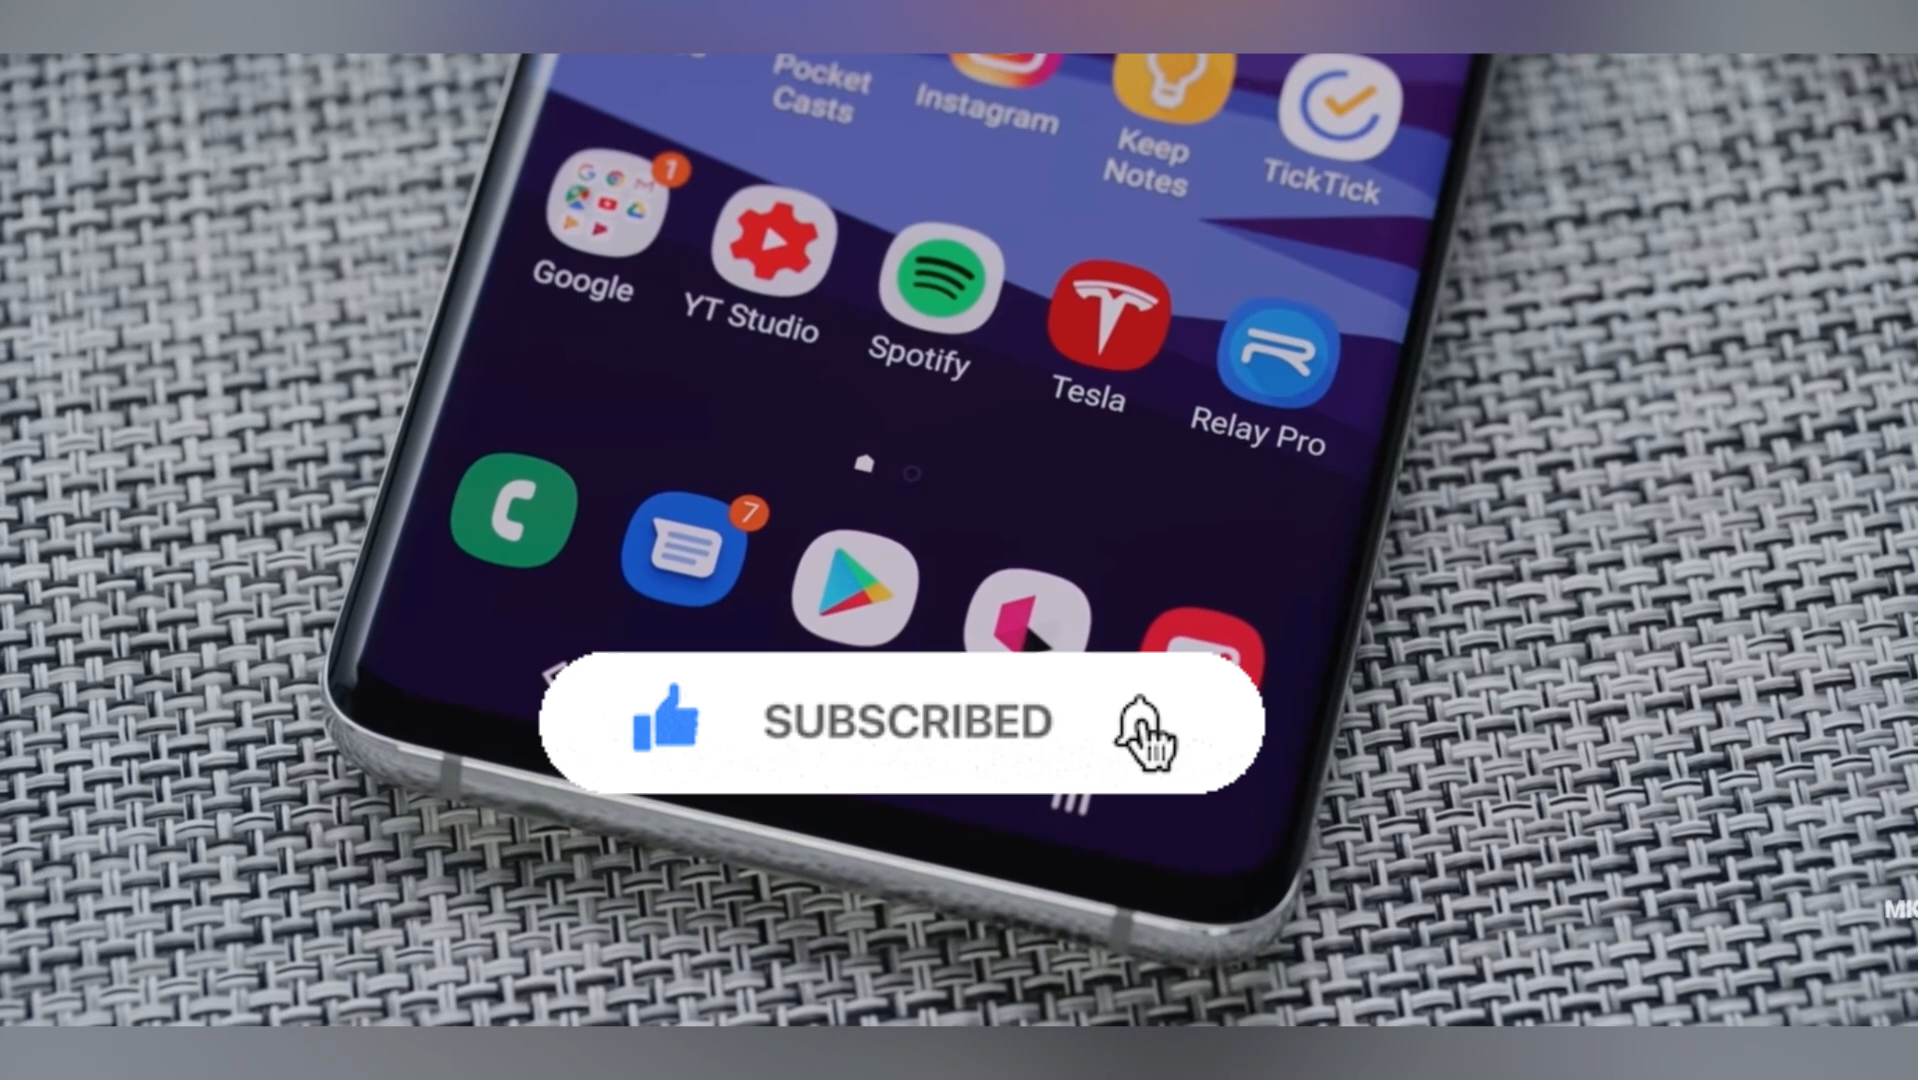 Pocket
Casts
Instagram
Keep
Notes
TickTick
1
Google
YT Studio
Spotify
Tesla
Relay Pro
7
SUBSCRIBED